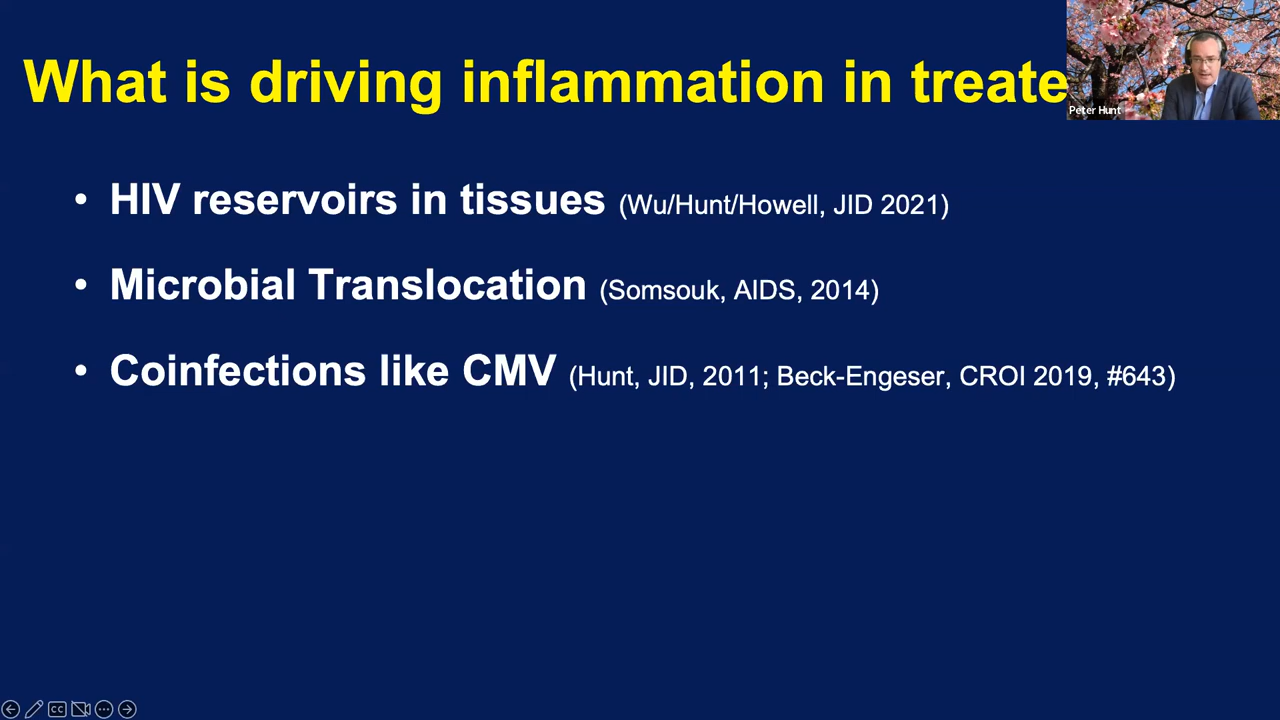 What is driving inflammation in treate
Peter Hunt
• HIV reservoirs in tissues (Wu/Hunt/Howell, JID 2021)
• Microbial Translocation (Somsouk, AIDS, 2014)
• Coinfections like CMV (Hunt, JID, 2011; Beck-Engeser, CROI 2019, #643)
CC